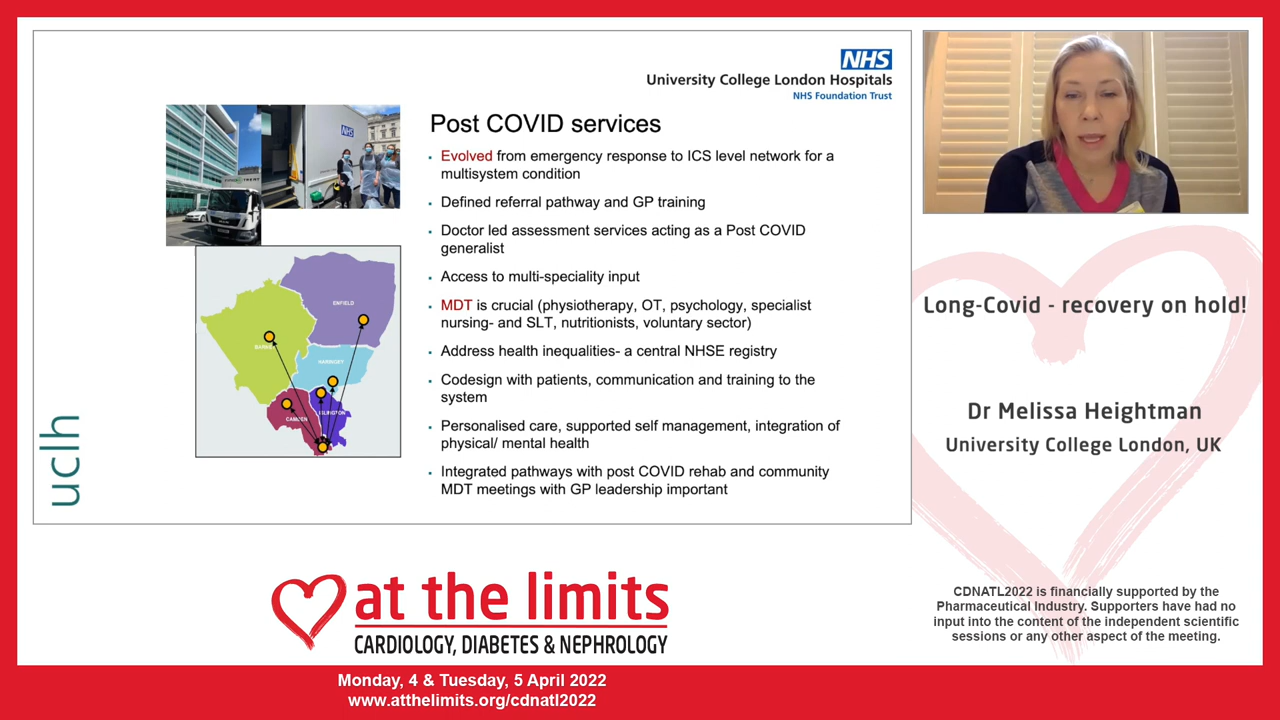 NHS
University College London Hospitals
NHS Foundation Trust
Post COVID services
Evolved from emergency response to ICS level network for a
multisystem condition
Defined referral pathway and GP training
Doctor led assessment services acting as a Post COVID
generalist
Access to multi-speciality input
MDT is crucial (physiotherapy, OT, psychology, specialist
nursing- and SLT, nutritionists, voluntary sector)
Address health inequalities- a central NHSE registry
Codesign with patients, communication and training to the
system
Personalised care, supported self management, integration of
physical/ mental health
Integrated pathways with post COVID rehab and community
MDT meetings with GP leadership important
NHS
ENFIELD
HARINGEY
CAMDEN
uclh
Long-Covid - recovery on hold!
Dr Melissa Heightman
University College London, UK
CDNATL2022 is financially supported by the
Pharmaceutical Industry. Supporters have had no
input into the content of the independent scientific
sessions or any other aspect of the meeting.
at the limits
CARDIOLOGY, DIABETES & NEPHROLOGY
Monday, 4 & Tuesday, 5 April 2022
www.atthelimits.org/cdnatl2022